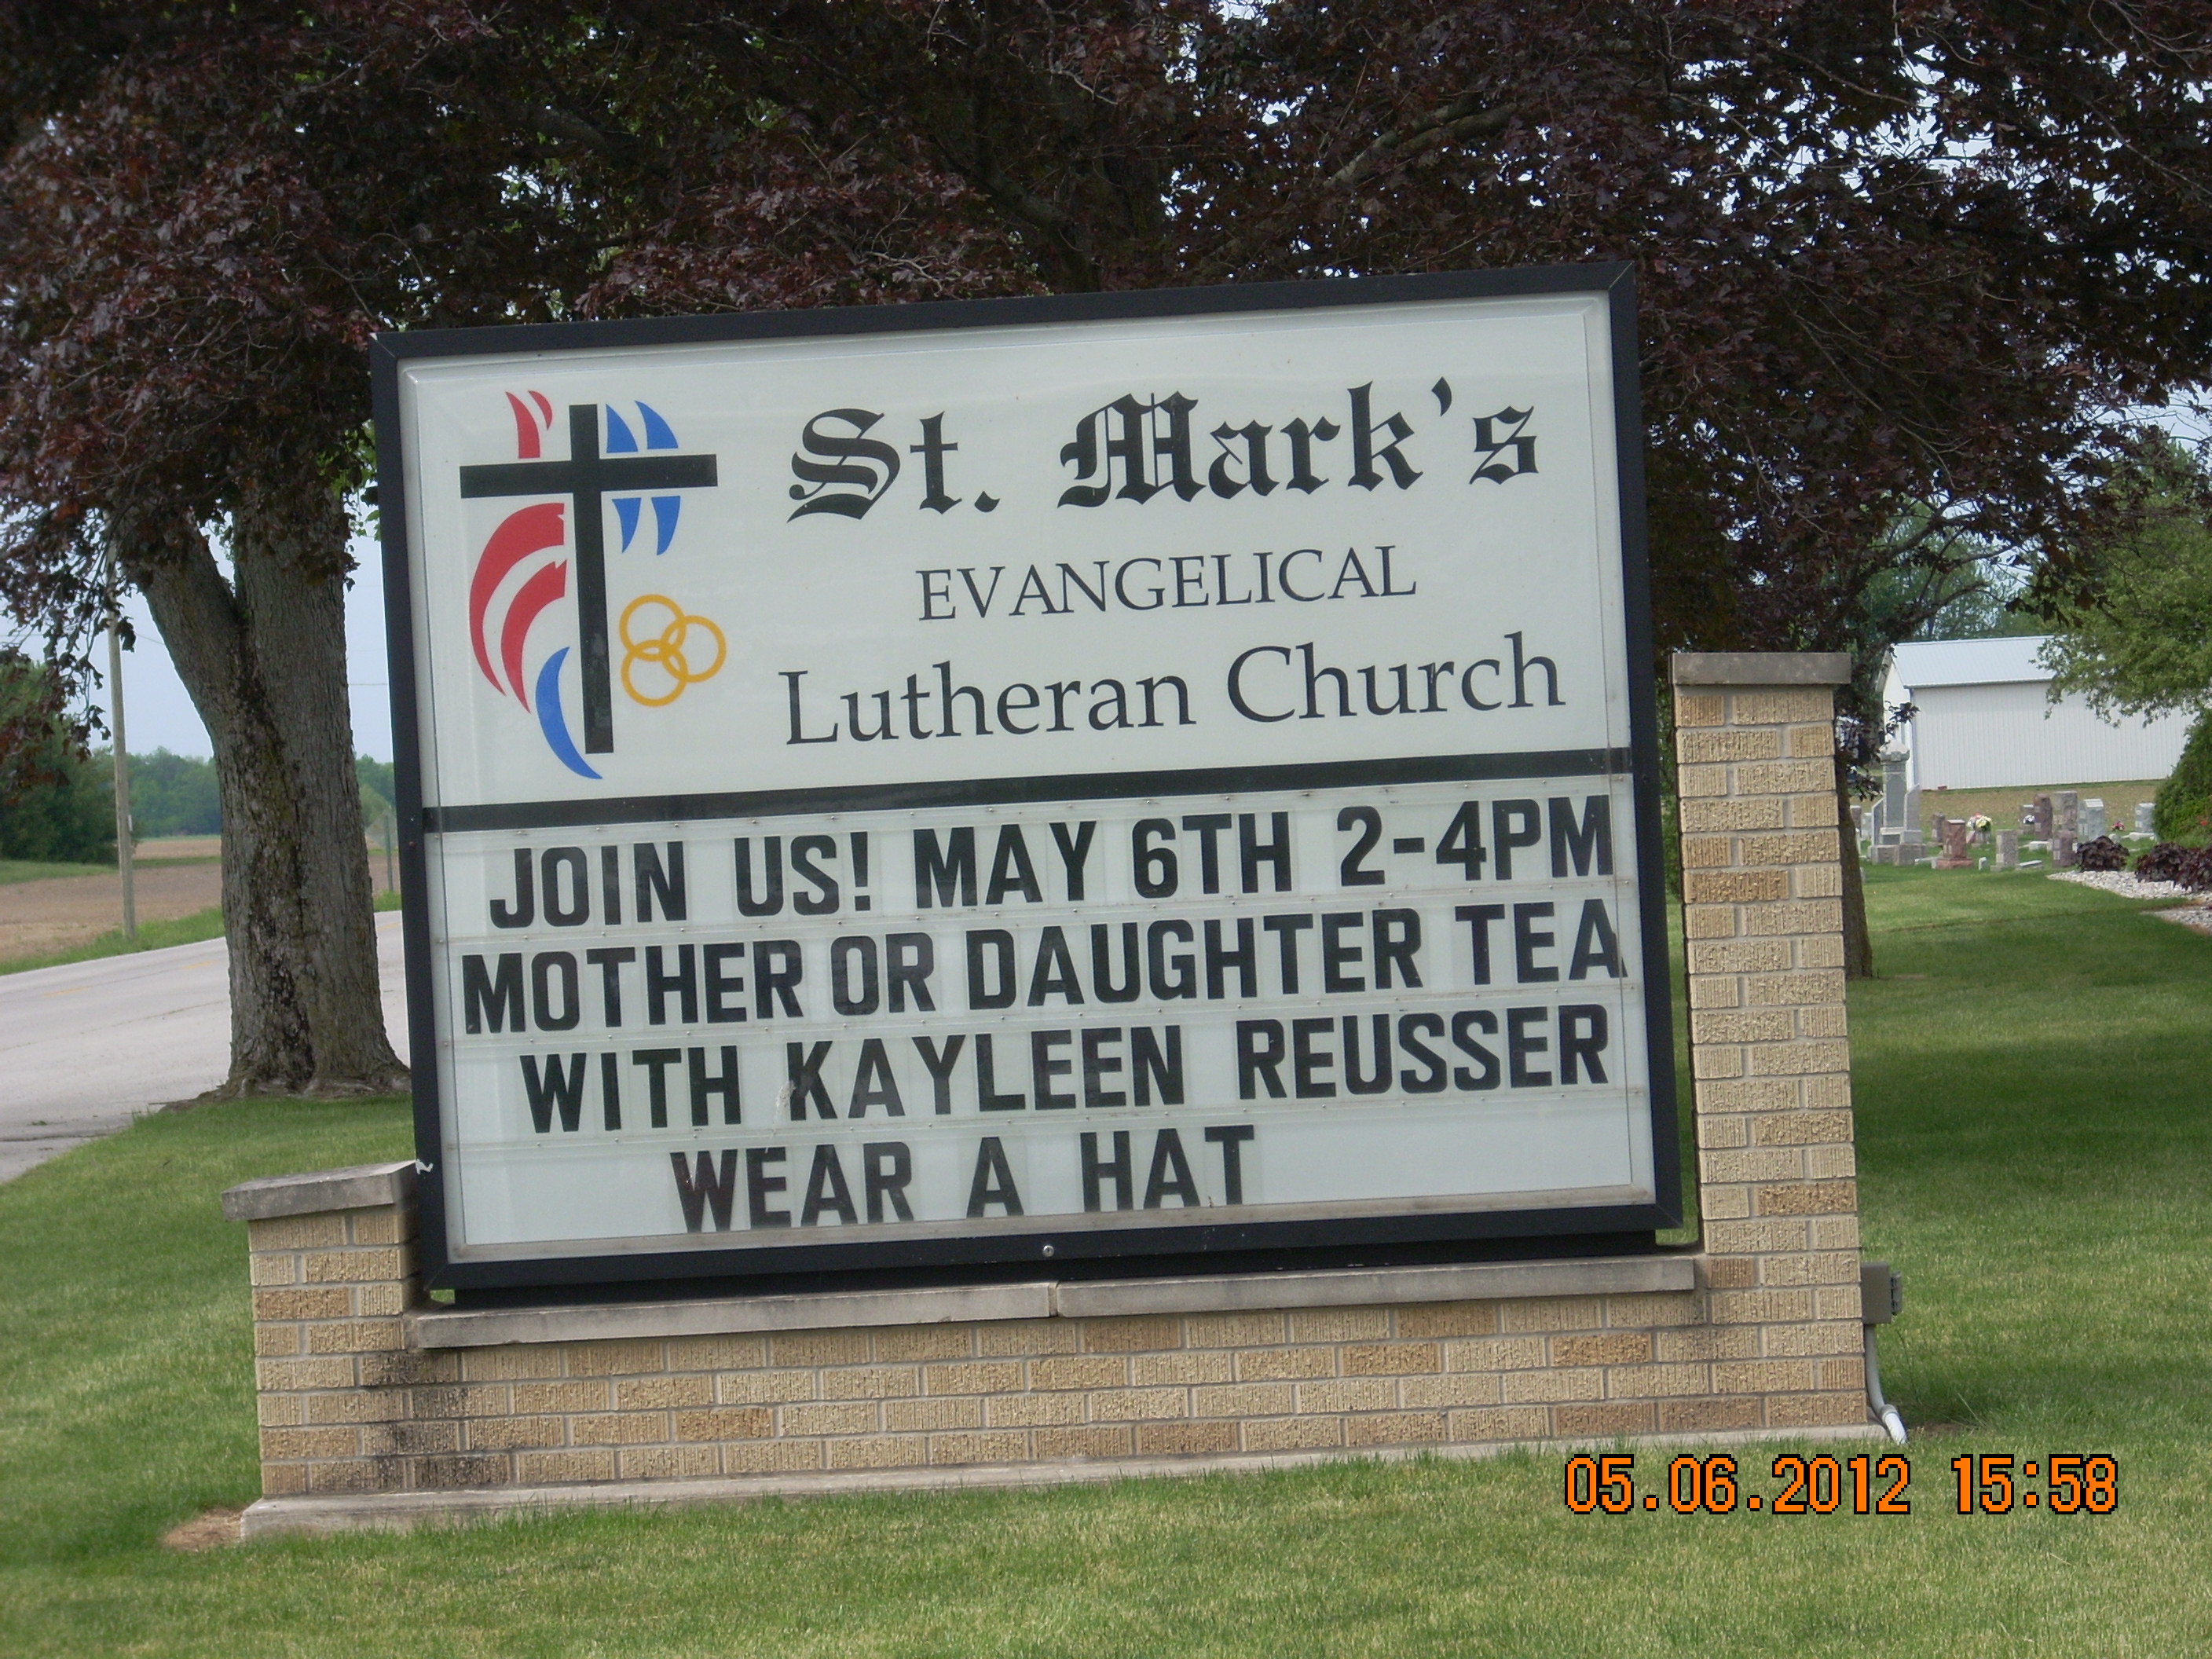 St. Mark's
EVANGELICAL
Lutheran Church
JOIN US! MAY 6TH 2-4PM
MOTHER OR DAUGHTER TEA
WITH KAYLEEN REUSSER
WEAR A HAT
05.06.2012 15:58